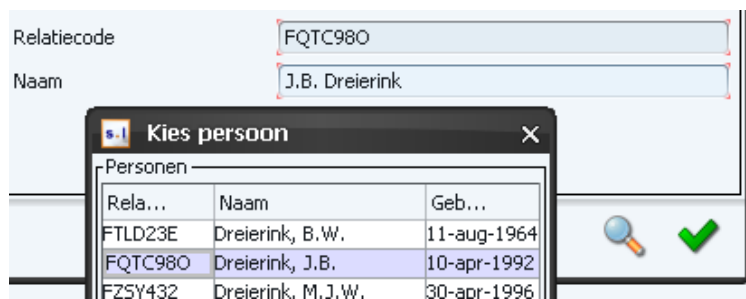 Relatiecode FQTC98O
Naam J.B. Dreierink
s.l Kies persoon
Personen
Rela... Naam Geb...
FTLD23E Dreierink, B.W. 11-aug-1964
FQTC98O Dreierink, J.B. 10-apr-1992
FZSY432 Dreierink, M.J.W. 30-apr-1996